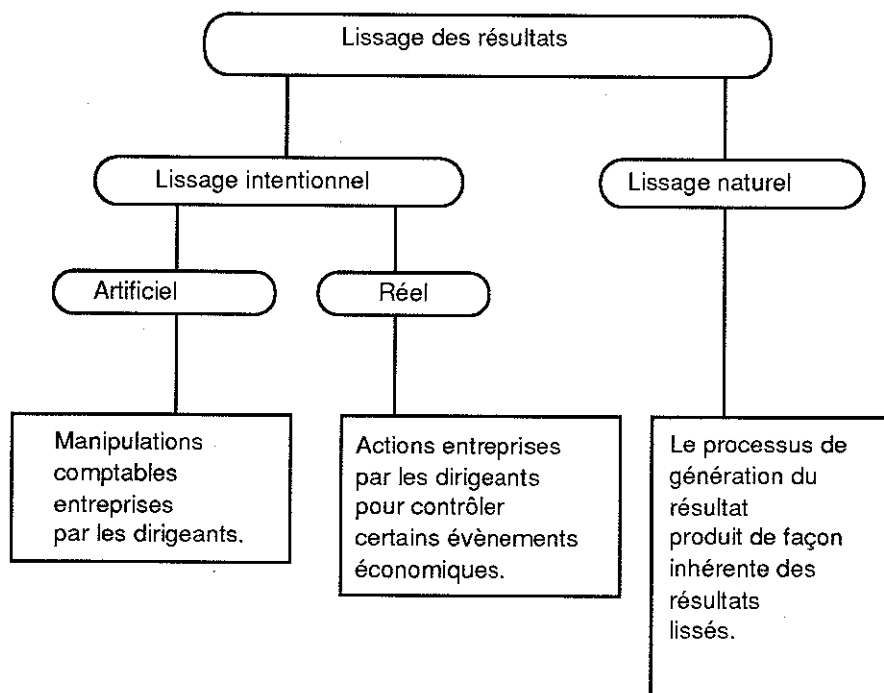 Lissage des résultats
Lissage intentionnel
Lissage naturel
Artificiel
Réel
Manipulations
comptables
entreprises
par les dirigeants.
Actions entreprises
par les dirigeants
pour contrôler
certains évènements
économiques.
Le processus de
génération du
résultat
produit de façon
inhérente des
résultats
lissés.